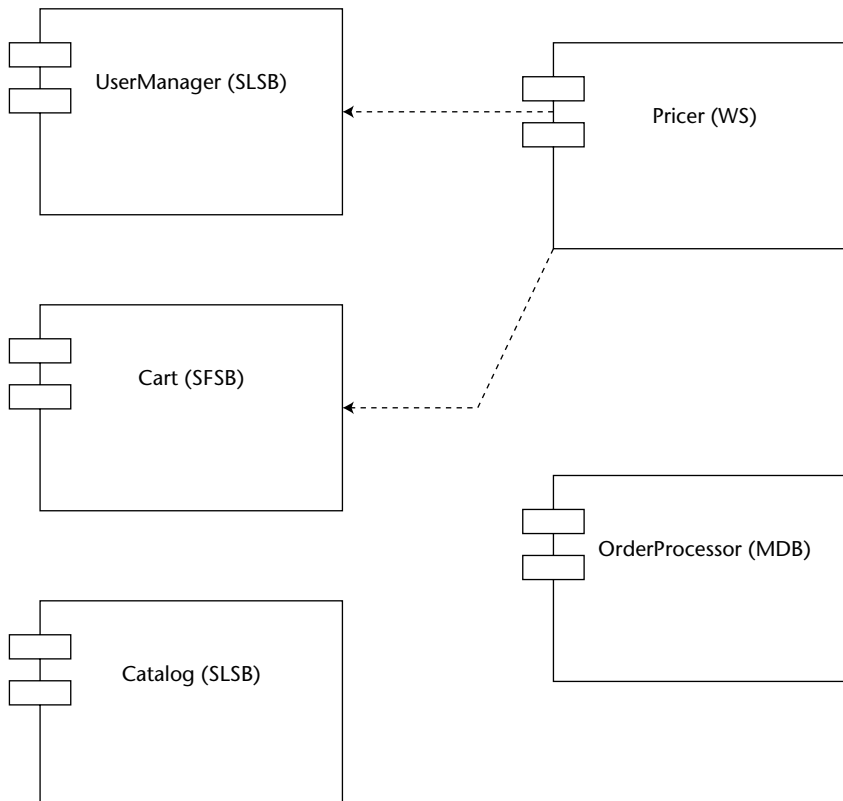 UserManager (SLSB)
Pricer (WS)
Cart (SFSB)
OrderProcessor (MDB)
Catalog (SLSB)